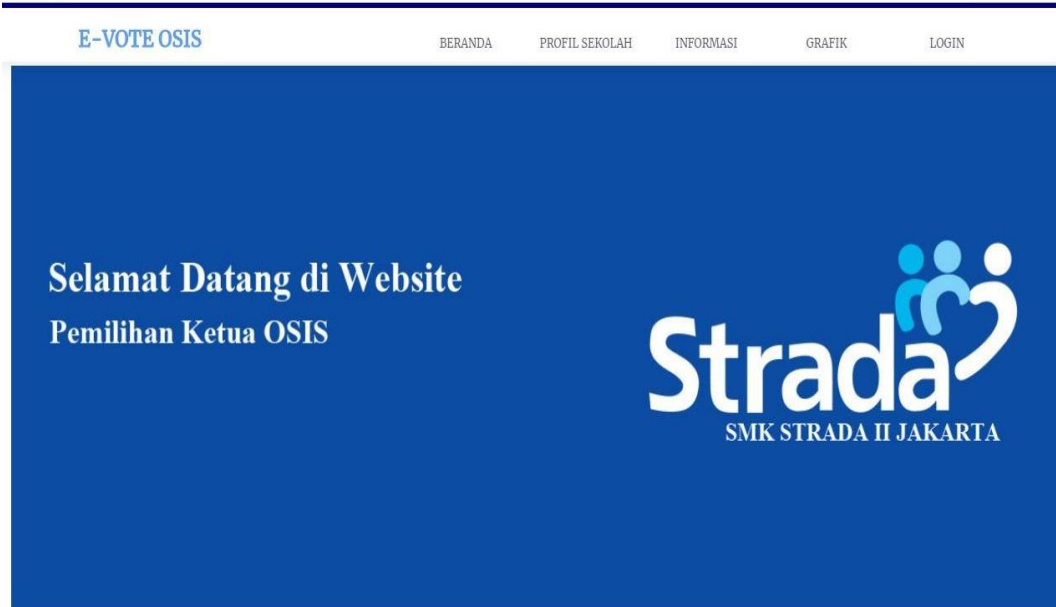 E-VOTE OSIS
BERANDA PROFIL SEKOLAH INFORMASI GRAFIK LOGIN
Selamat Datang di Website
Pemilihan Ketua OSIS
Strada
SMK STRADA II JAKARTA